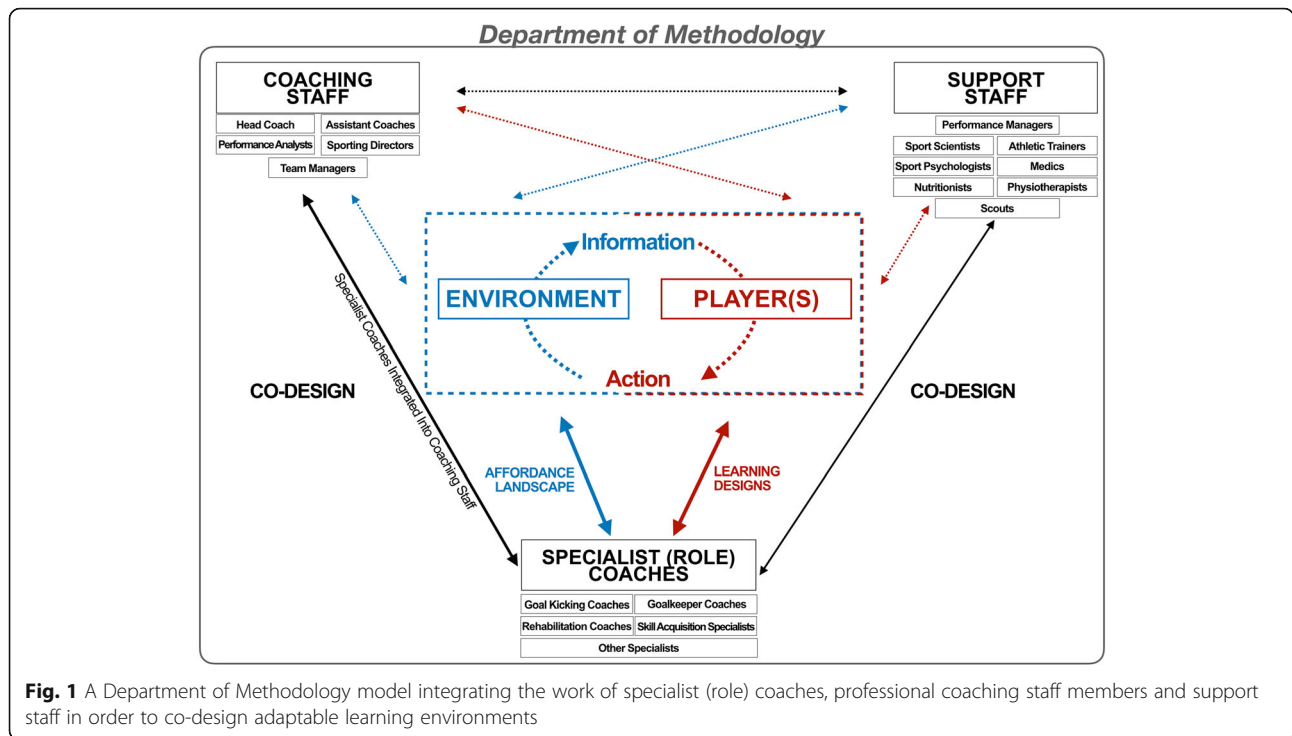 Department of Methodology
COACHING
STAFF
Head Coach
Assistant Coaches
Performance Analysts
Sporting Directors
Team Managers
SUPPORT
STAFF
Performance Managers
Sport Scientists
Athletic Trainers
Sport Psychologists
Medics
Nutritionists
Physiotherapists
Scouts
Information
ENVIRONMENT
PLAYER(S)
Action
CO-DESIGN
Specialist Coaches Integrated Into Coaching Staff
CO-DESIGN
AFFORDANCE
LANDSCAPE
LEARNING
DESIGNS
SPECIALIST (ROLE)
COACHES
Goal Kicking Coaches
Goalkeeper Coaches
Rehabilitation Coaches
Skill Acquisition Specialists
Other Specialists
Fig. 1 A Department of Methodology model integrating the work of specialist (role) coaches, professional coaching staff members and support
staff in order to co-design adaptable learning environments